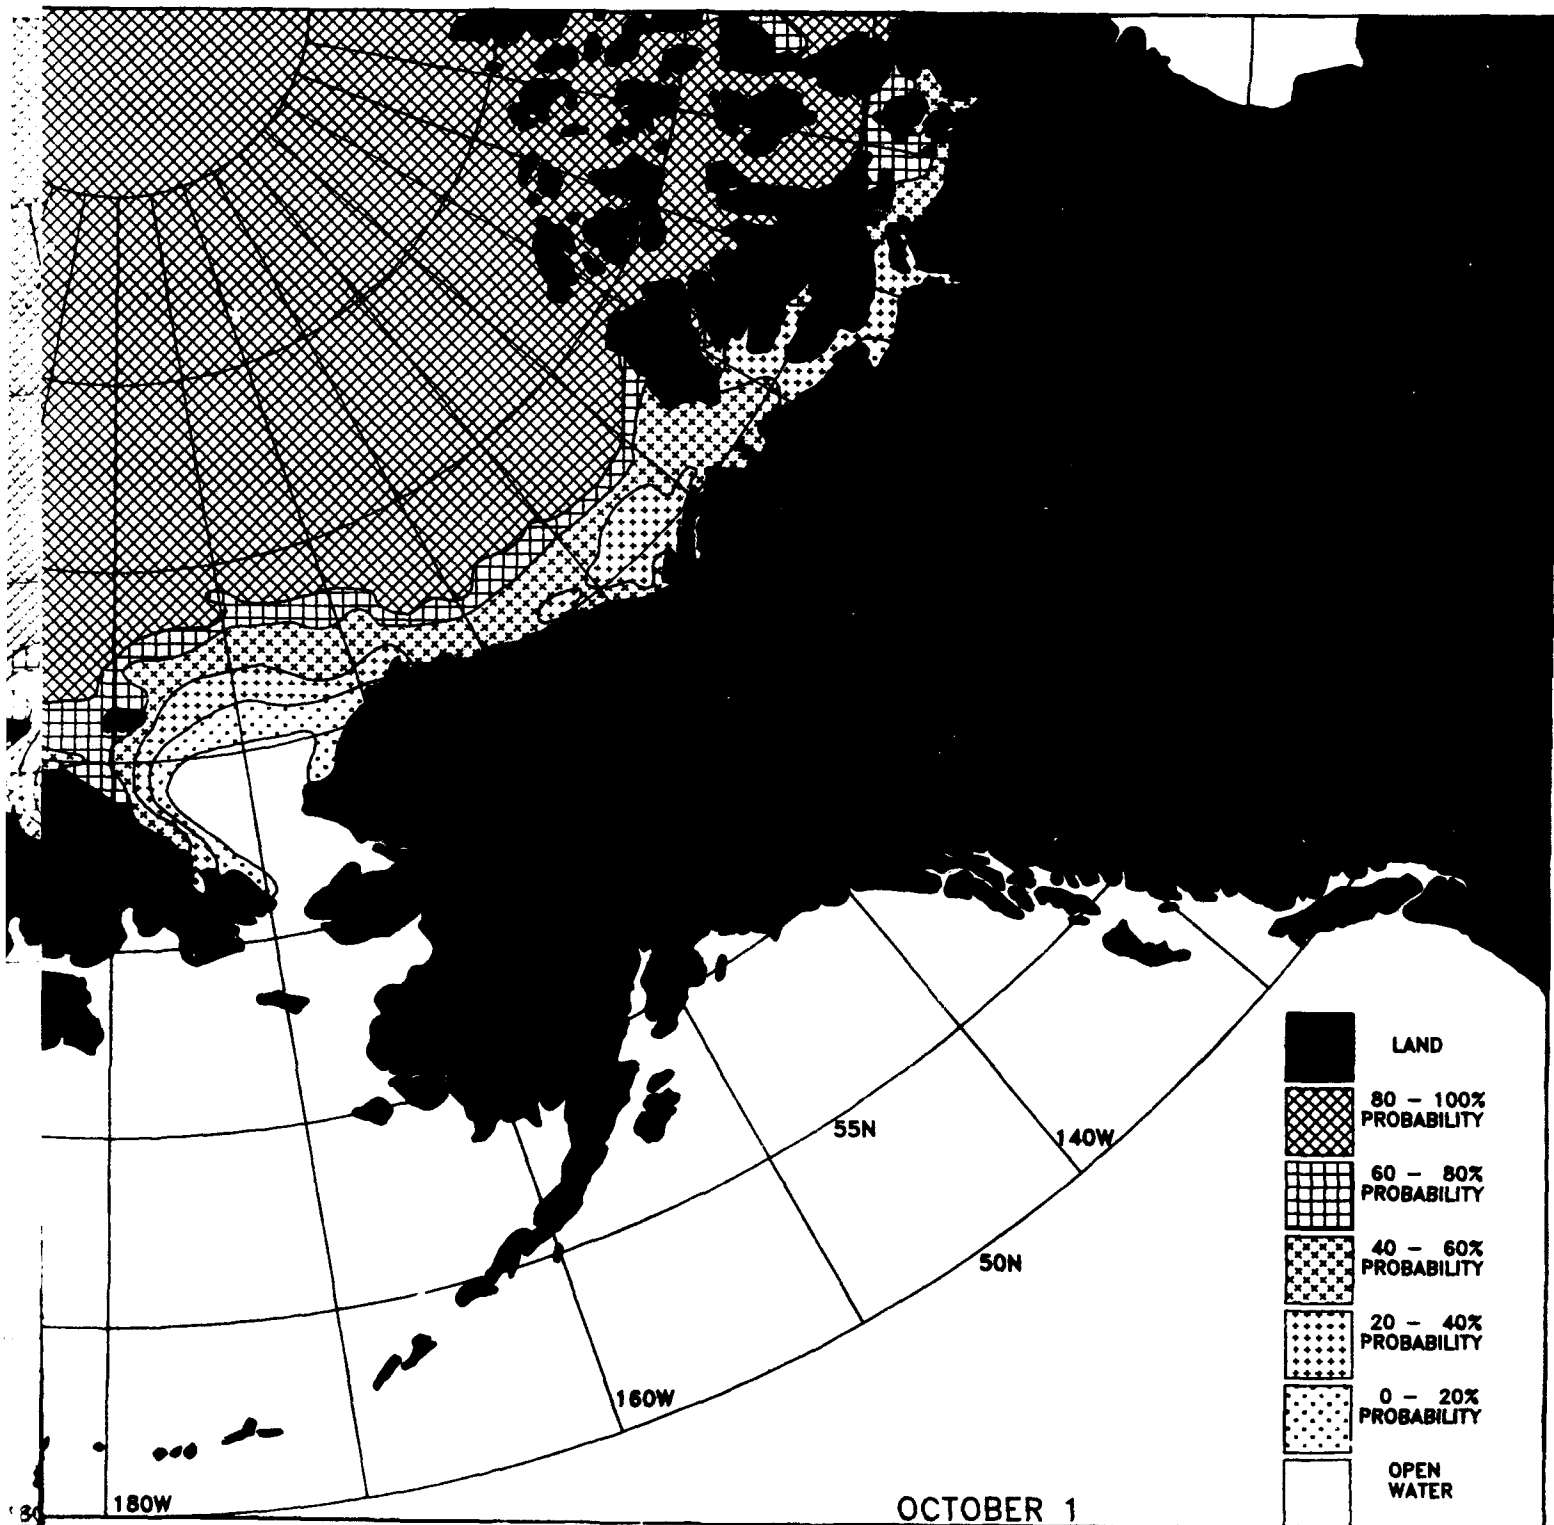 55N
140W
50N
160W
180W
OCTOBER 1
LAND
80 - 100%
PROBABILITY
60 - 80%
PROBABILITY
40 - 60%
PROBABILITY
20 - 40%
PROBABILITY
0 - 20%
PROBABILITY
OPEN
WATER